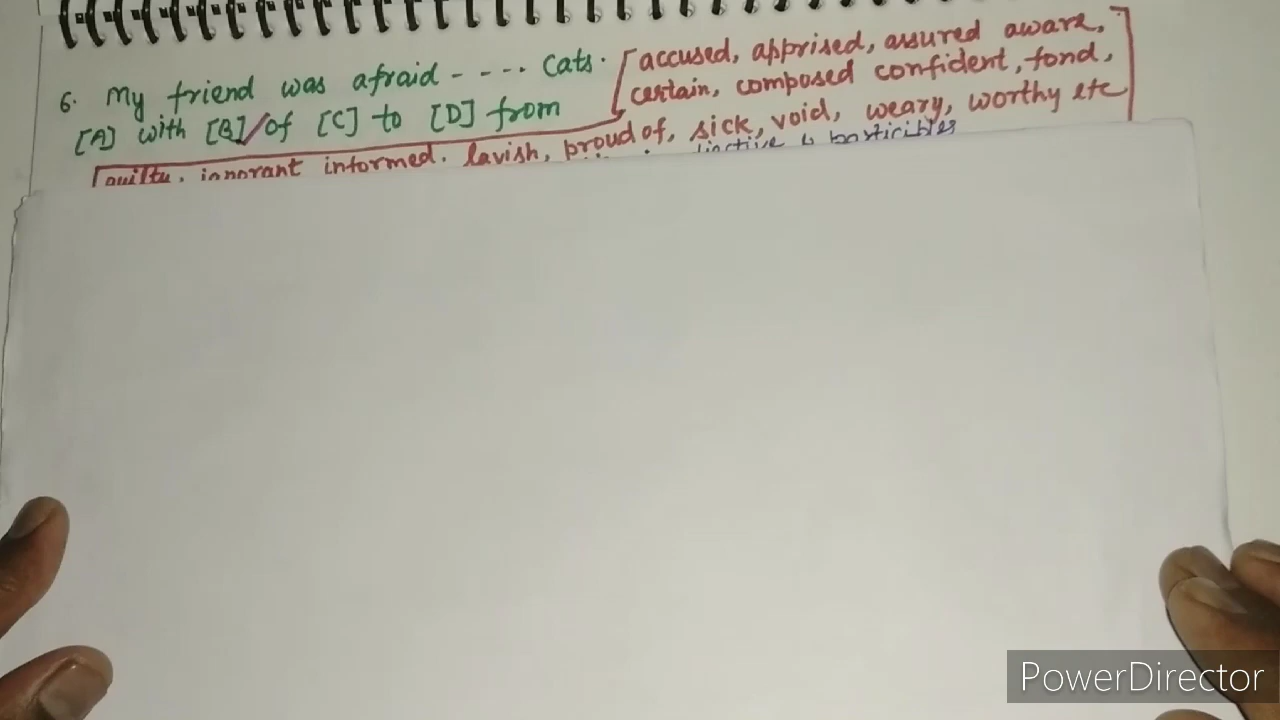 6. My friend was afraid - - - - cats. [accused, apprised, assured aware,
certain, composed confident, fond,
[A] with [B] of [C] to [D] from
sick, void, weary, worthy etc]
[guilty, ignorant informed. lavish, proud of,
& participles
PowerDirector